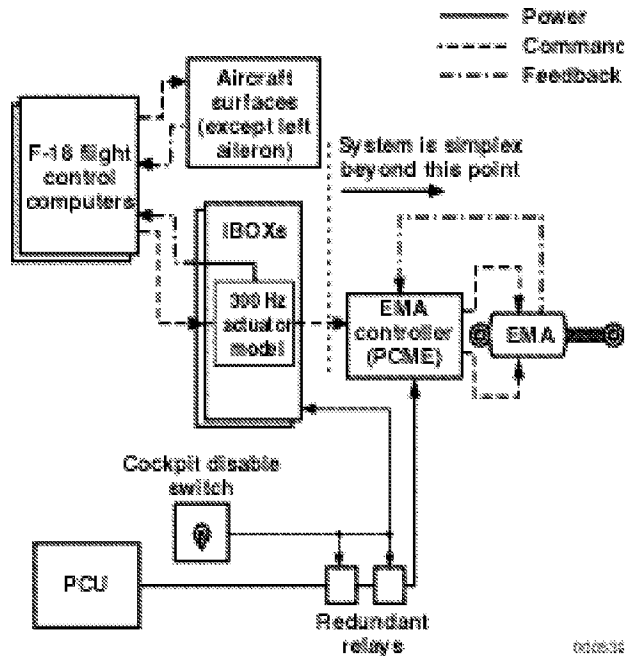 Power
Command
Feedback
Aircraft
surfaces
(except left
aileron)
F-18 flight
control
computers
System is simplex
beyond this point
IBOXs
300 Hz
actuator
model
EMA
controller
(PCME)
EMA
Cockpit disable
switch
PCU
Redundant
relays